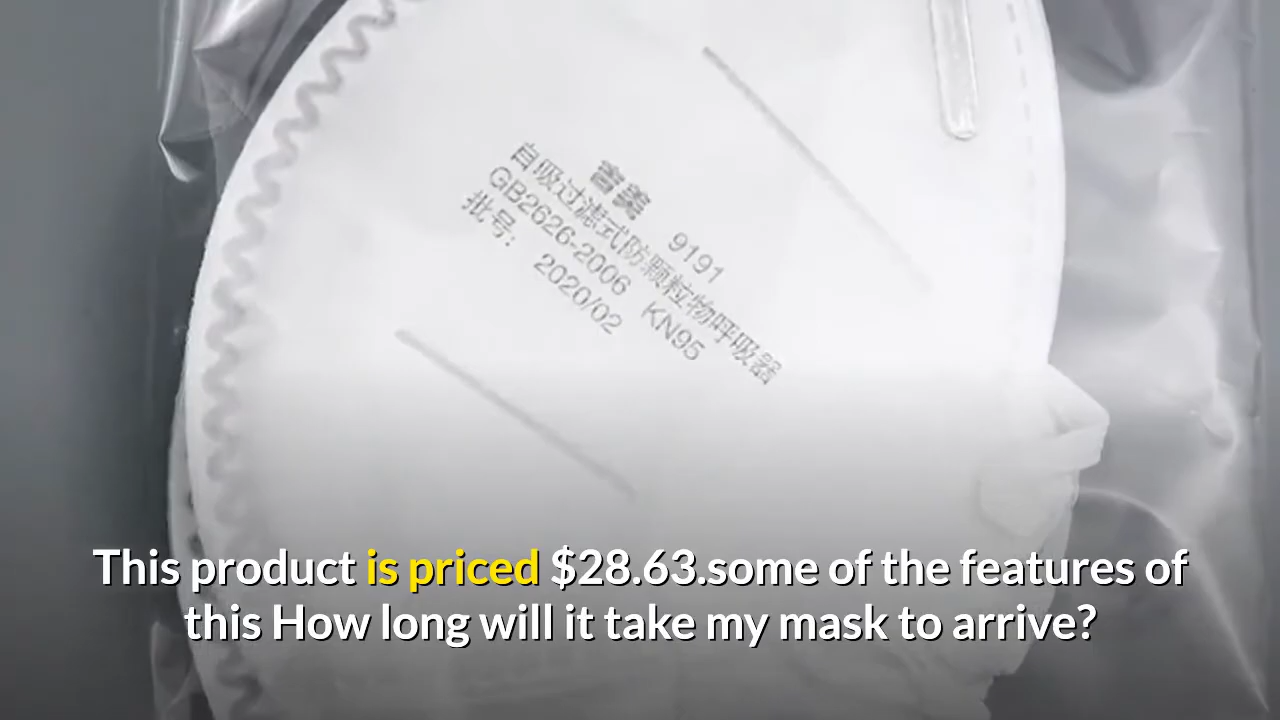 吉美 9191
自吸过滤式防颗粒物呼吸器
GB2626-2006 KN95
批号: 2020/02
This product is priced $28.63.some of the features of
this How long will it take my mask to arrive?